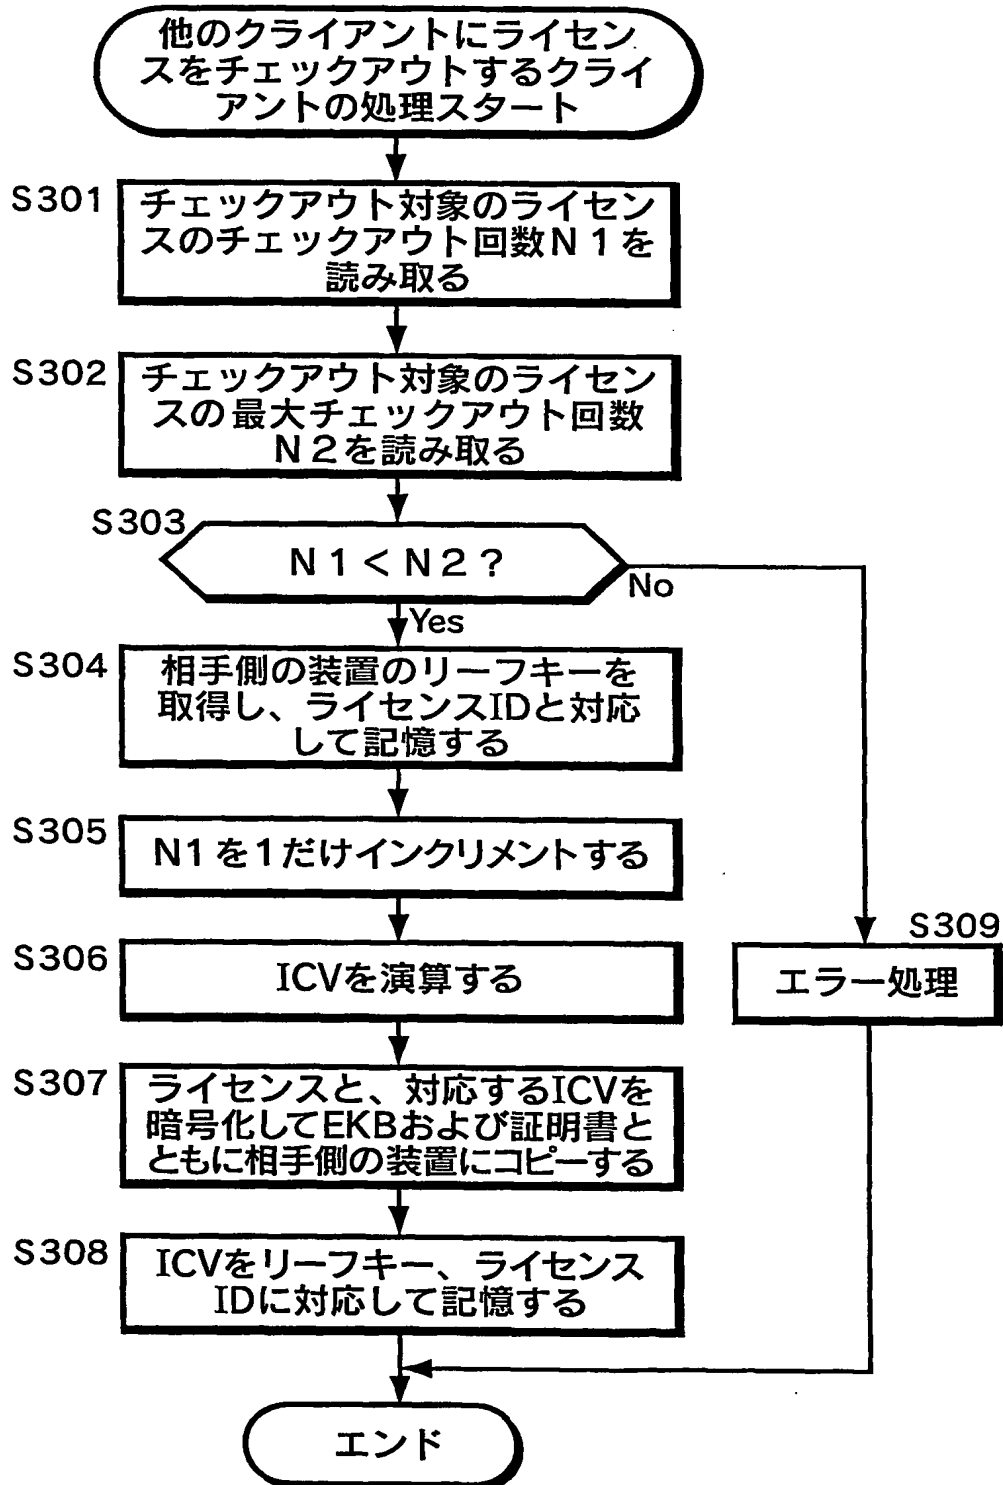 他のクライアントにライセン
スをチェックアウトするクライ
アントの処理スタート
S301
チェックアウト対象のライセン
スのチェックアウト回数N1を
読み取る
S302
チェックアウト対象のライセン
スの最大チェックアウト回数
N2を読み取る
S303
N1<N2?
No
Yes
S304
相手側の装置のリーフキーを
取得し、ライセンスIDと対応
して記憶する
S305
N1を1だけインクリメントする
S306
ICVを演算する
S309
エラー処理
S307
ライセンスと、対応するICVを
暗号化してEKBおよび証明書と
ともに相手側の装置にコピーする
S308
ICVをリーフキー、ライセンス
IDに対応して記憶する
エンド